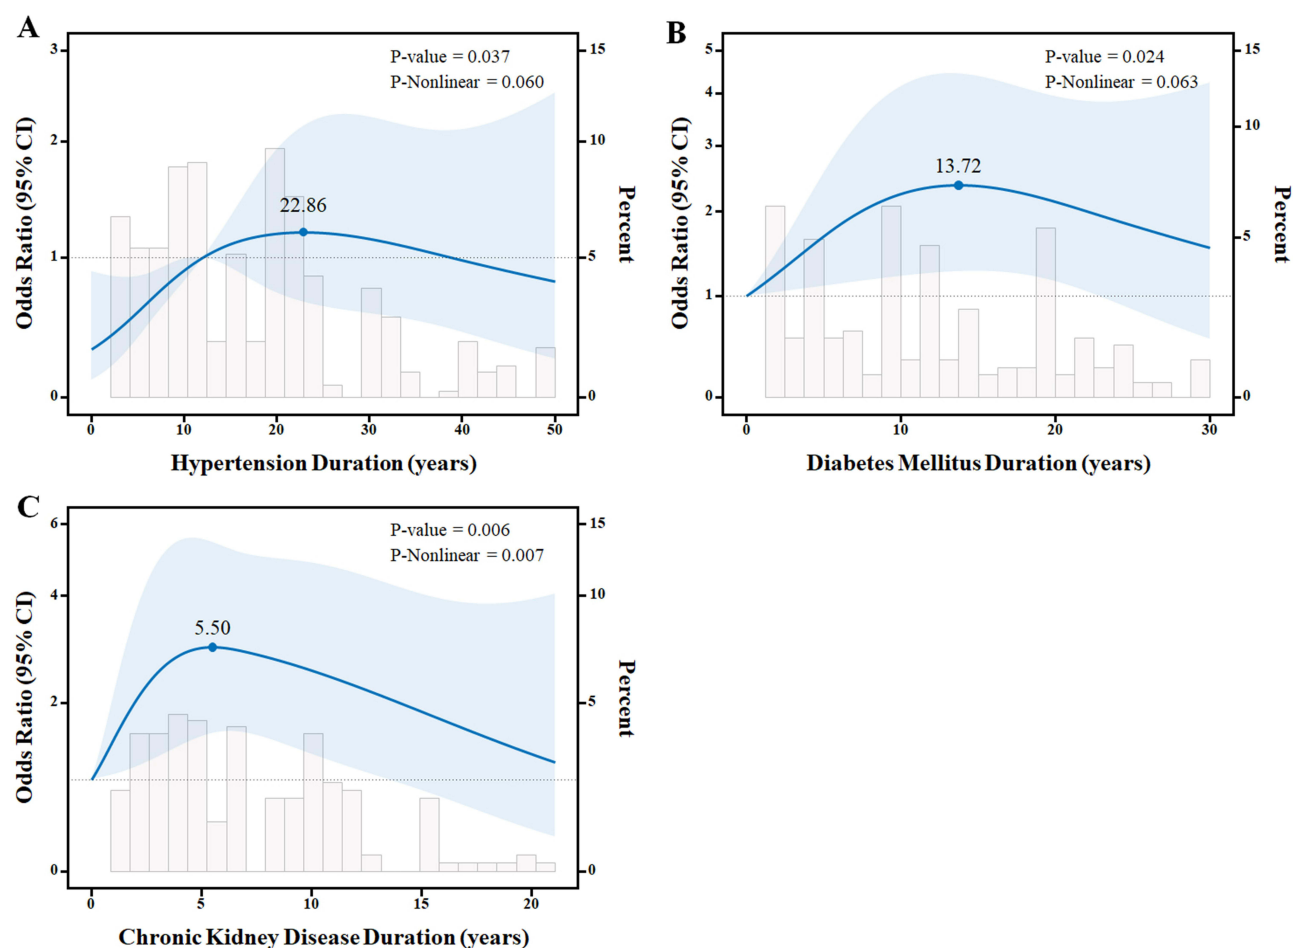 A
P-value = 0.037
P-Nonlinear = 0.060
22.86
Odds Ratio (95% CI)
3
2
1
0
15
10
5
0
Percent
0 10 20 30 40 50
Hypertension Duration (years)
B
P-value = 0.024
P-Nonlinear = 0.063
13.72
Odds Ratio (95% CI)
5
4
3
2
1
0
15
10
5
0
Percent
0 10 20 30
Diabetes Mellitus Duration (years)
C
P-value = 0.006
P-Nonlinear = 0.007
5.50
Odds Ratio (95% CI)
6
4
2
0
15
10
5
0
Percent
0 5 10 15 20
Chronic Kidney Disease Duration (years)